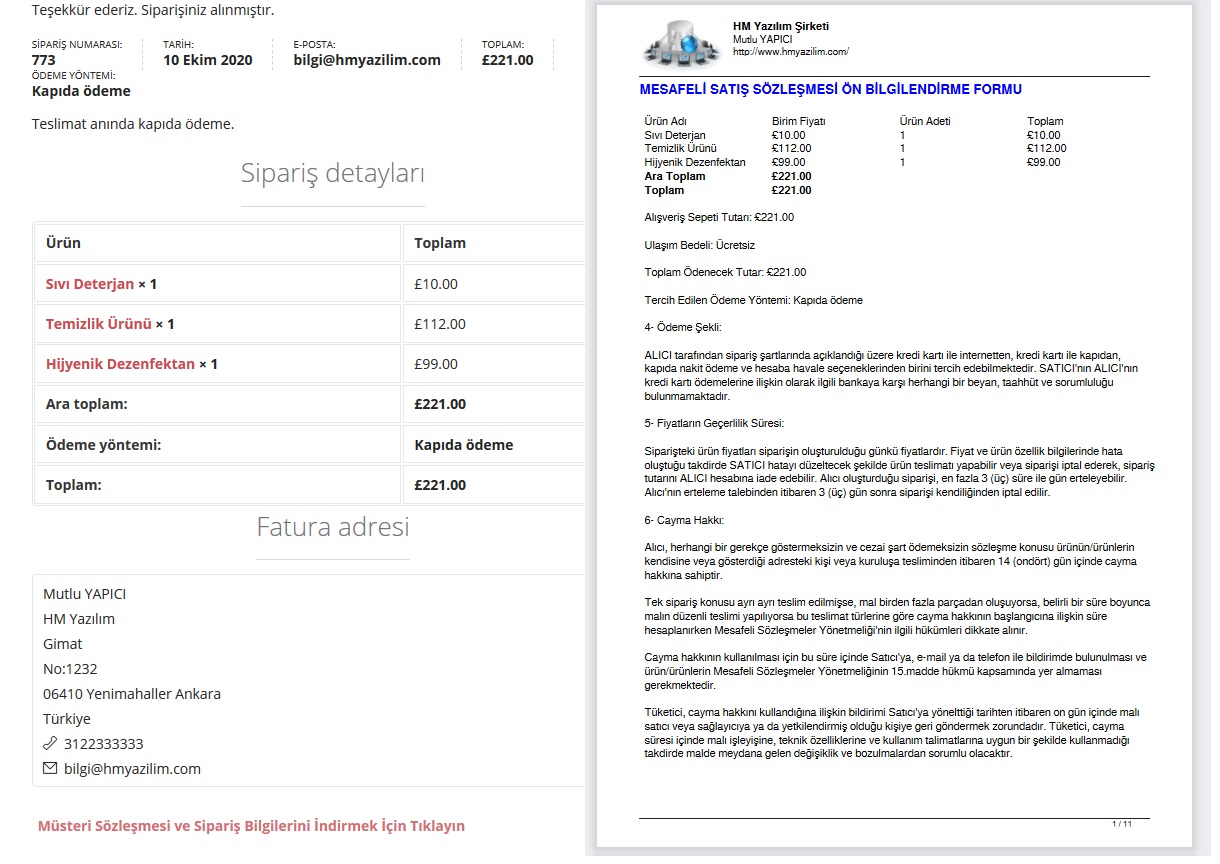 Teşekkür ederiz. Siparişiniz alınmıştır.
SİPARİŞ NUMARASI:
773
TARİH:
10 Ekim 2020
E-POSTA:
bilgi@hmyazilim.com
TOPLAM:
£221.00
ÖDEME YÖNTEMİ:
Kapıda ödeme
Teslimat anında kapıda ödeme.
Sipariş detayları
Ürün Toplam
Sıvı Deterjan × 1 £10.00
Temizlik Ürünü × 1 £112.00
Hijyenik Dezenfektan × 1 £99.00
Ara toplam: £221.00
Ödeme yöntemi: Kapıda ödeme
Toplam: £221.00
Fatura adresi
Mutlu YAPICI
HM Yazılım
Gimat
No:1232
06410 Yenimahaller Ankara
Türkiye
3122333333
bilgi@hmyazilim.com
Müsteri Sözleşmesi ve Sipariş Bilgilerini İndirmek İçin Tıklayın
HM Yazılım Şirketi
Mutlu YAPICI
http://www.hmyazilim.com/
MESAFELİ SATIŞ SÖZLEŞMESİ ÖN BİLGİLENDİRME FORMU
Ürün Adı Birim Fiyatı Ürün Adeti Toplam
Sıvı Deterjan £10.00 1 £10.00
Temizlik Ürünü £112.00 1 £112.00
Hijyenik Dezenfektan £99.00 1 £99.00
Ara Toplam £221.00
Toplam £221.00
Alışveriş Sepeti Tutarı: £221.00
Ulaşım Bedeli: Ücretsiz
Toplam Ödenecek Tutar: £221.00
Tercih Edilen Ödeme Yöntemi: Kapıda ödeme
4- Ödeme Şekli:
ALICI tarafından sipariş şartlarında açıklandığı üzere kredi kartı ile internetten, kredi kartı ile kapıdan,
kapıda nakit ödeme ve hesaba havale seçeneklerinden birini tercih edebilmektedir. SATICI'nın ALICI'nın
kredi kartı ödemelerine ilişkin olarak ilgili bankaya karşı herhangi bir beyan, taahhüt ve sorumluluğu
bulunmamaktadır.
5- Fiyatların Geçerlilik Süresi:
Siparişteki ürün fiyatları siparişin oluşturulduğu günkü fiyatlardır. Fiyat ve ürün özellik bilgilerinde hata
oluştuğu takdirde SATICI hatayı düzeltecek şekilde ürün teslimatı yapabilir veya siparişi iptal ederek, sipariş
tutarını ALICI hesabına iade edebilir. Alıcı oluşturduğu siparişi, en fazla 3 (üç) süre ile gün erteleyebilir.
Alıcı'nın erteleme talebinden itibaren 3 (üç) gün sonra siparişi kendiliğinden iptal edilir.
6- Cayma Hakkı:
Alıcı, herhangi bir gerekçe göstermeksizin ve cezai şart ödemeksizin sözleşme konusu ürünün/ürünlerin
kendisine veya gösterdiği adresteki kişi veya kuruluşa tesliminden itibaren 14 (ondört) gün içinde cayma
hakkına sahiptir.
Tek sipariş konusu ayrı ayrı teslim edilmişse, mal birden fazla parçadan oluşuyorsa, belirli bir süre boyunca
malın düzenli teslimi yapılıyorsa bu teslimat türlerine göre cayma hakkının başlangıcına ilişkin süre
hesaplanırken Mesafeli Sözleşmeler Yönetmeliği'nin ilgili hükümleri dikkate alınır.
Cayma hakkının kullanılması için bu süre içinde Satıcı'ya, e-mail ya da telefon ile bildirimde bulunulması ve
ürün/ürünlerin Mesafeli Sözleşmeler Yönetmeliğinin 15.madde hükmü kapsamında yer almaması
gerekmektedir.
Tüketici, cayma hakkını kullandığına ilişkin bildirimi Satıcı'ya yönelttiği tarihten itibaren on gün içinde malı
satıcı veya sağlayıcıya ya da yetkilendirmiş olduğu kişiye geri göndermek zorundadır. Tüketici, cayma
süresi içinde malı işleyişine, teknik özelliklerine ve kullanım talimatlarına uygun bir şekilde kullanmadığı
takdirde malde meydana gelen değişiklik ve bozulmalardan sorumlu olacaktır.
1 / 11